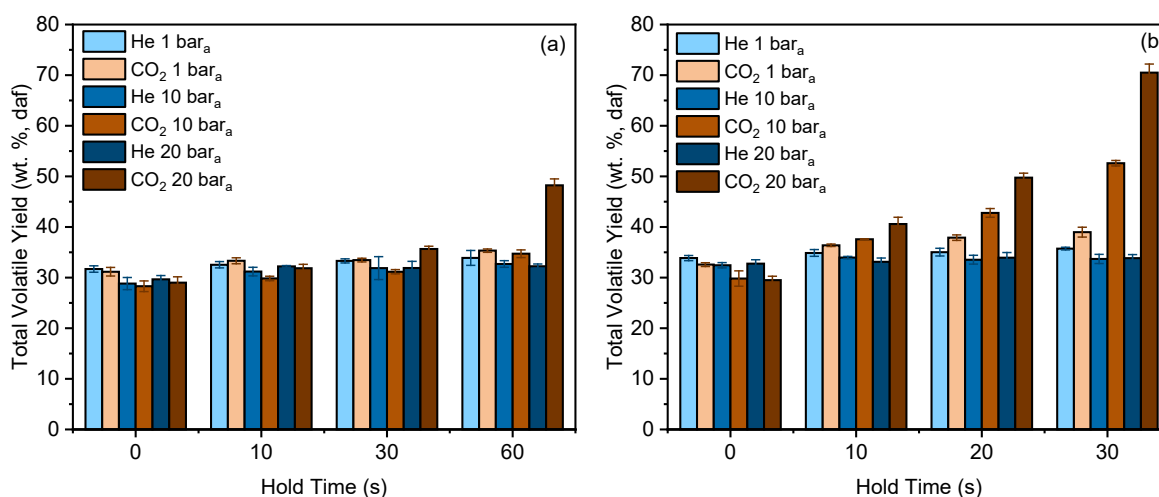 80
70
60
50
40
30
20
10
0
Total Volatile Yield (wt. %, daf)
He 1 barₐ
CO₂ 1 barₐ
He 10 barₐ
CO₂ 10 barₐ
He 20 barₐ
CO₂ 20 barₐ
(a)
0 10 30 60
Hold Time (s)
80
70
60
50
40
30
20
10
0
Total Volatile Yield (wt. %, daf)
He 1 barₐ
CO₂ 1 barₐ
He 10 barₐ
CO₂ 10 barₐ
He 20 barₐ
CO₂ 20 barₐ
(b
0 10 20 30
Hold Time (s)